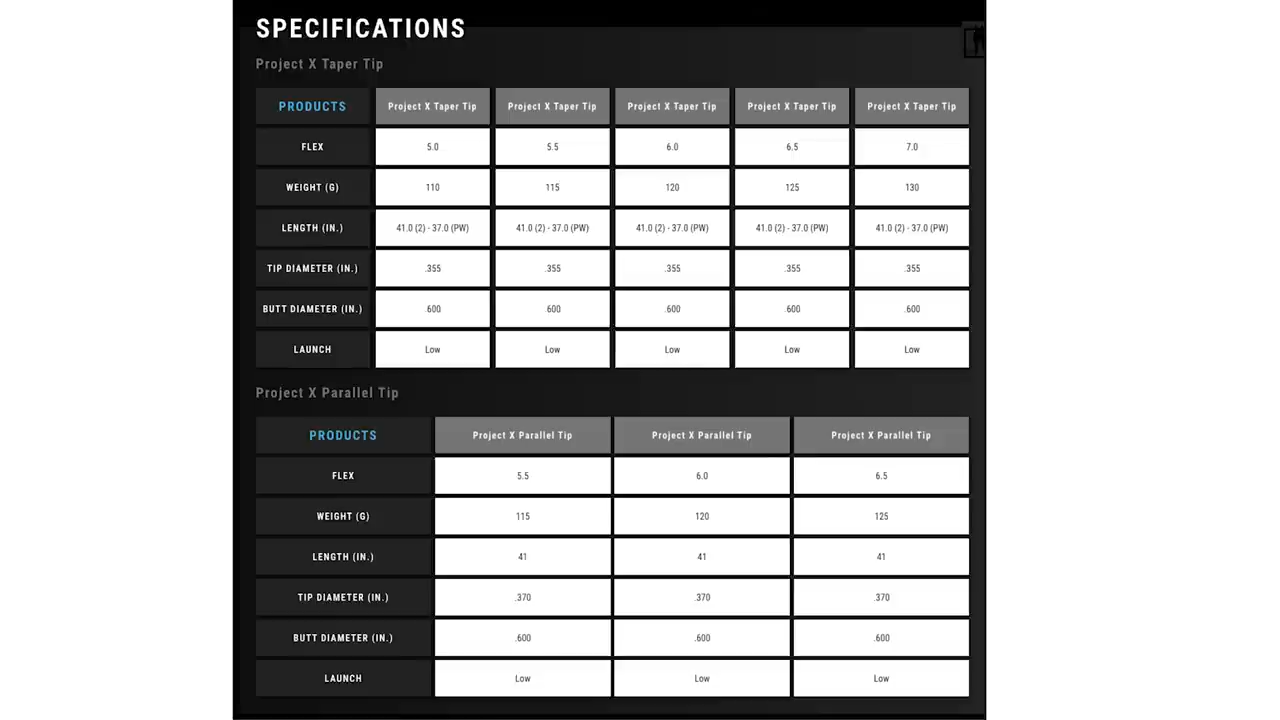 SPECIFICATIONS
Project X Taper Tip
PRODUCTS Project X Taper Tip Project X Taper Tip Project X Taper Tip Project X Taper Tip Project X Taper Tip
FLEX 5.0 5.5 6.0 6.5 7.0
WEIGHT (G) 110 115 120 125 130
LENGTH (IN.) 41.0 (2) - 37.0 (PW) 41.0 (2) - 37.0 (PW) 41.0 (2) - 37.0 (PW) 41.0 (2) - 37.0 (PW) 41.0 (2) - 37.0 (PW)
TIP DIAMETER (IN.) .355 .355 .355 .355 .355
BUTT DIAMETER (IN.) .600 .600 .600 .600 .600
LAUNCH Low Low Low Low Low
Project X Parallel Tip
PRODUCTS Project X Parallel Tip Project X Parallel Tip Project X Parallel Tip
FLEX 5.5 6.0 6.5
WEIGHT (G) 115 120 125
LENGTH (IN.) 41 41 41
TIP DIAMETER (IN.) .370 .370 .370
BUTT DIAMETER (IN.) .600 .600 .600
LAUNCH Low Low Low